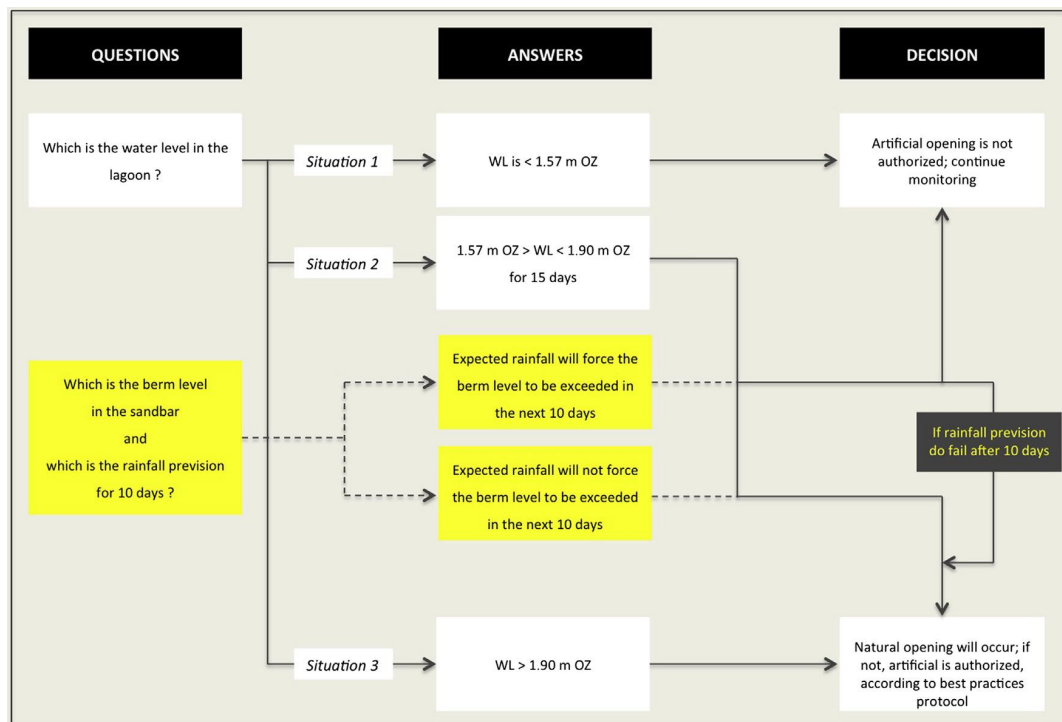 QUESTIONS
ANSWERS
DECISION
Which is the water level in the
lagoon ?
Situation 1
WL is < 1.57 m OZ
Artificial opening is not
authorized; continue
monitoring
Situation 2
1.57 m OZ > WL < 1.90 m OZ
for 15 days
Which is the berm level
in the sandbar
and
which is the rainfall prevision
for 10 days ?
Expected rainfall will force the
berm level to be exceeded in
the next 10 days
If rainfall prevision
do fail after 10 days
Expected rainfall will not force
the berm level to be exceeded
in the next 10 days
Situation 3
WL > 1.90 m OZ
Natural opening will occur; if
not, artificial is authorized,
according to best practices
protocol